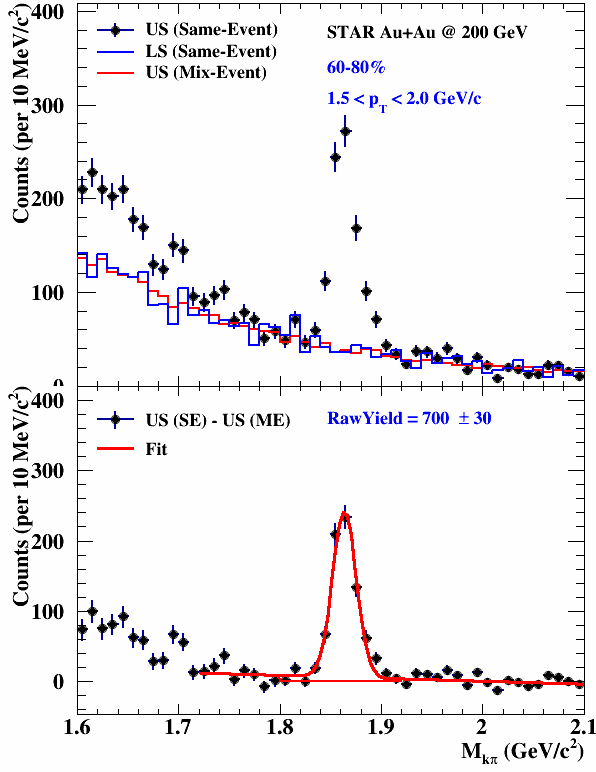 US (Same-Event)
LS (Same-Event)
US (Mix-Event)
STAR Au+Au @ 200 GeV
60-80%
1.5 < p_T < 2.0 GeV/c
Counts (per 10 MeV/c²)
400
300
200
100
0
US (SE) - US (ME)
Fit
RawYield = 700 ± 30
Counts (per 10 MeV/c²)
400
300
200
100
0
1.6 1.7 1.8 1.9 2 2.1
M_kπ (GeV/c²)